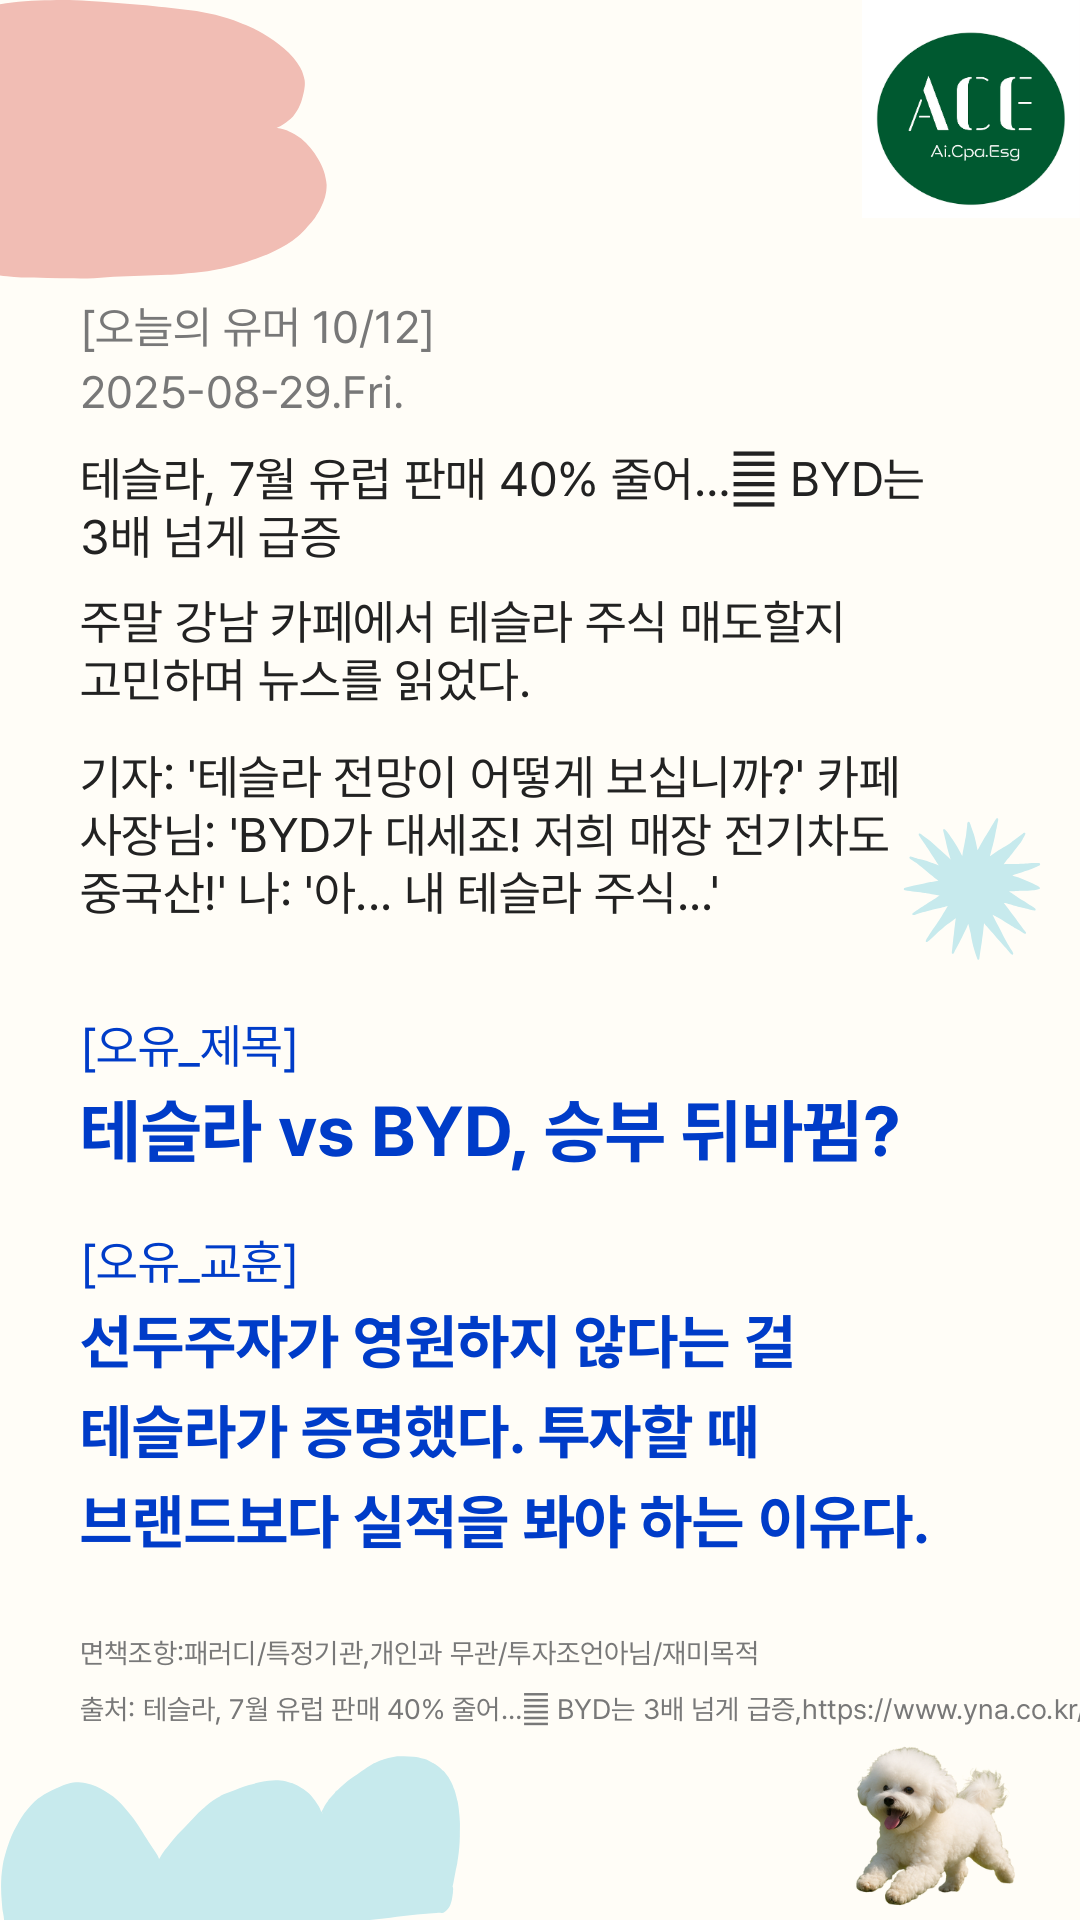 ACE
Ai.Cpa.Esg
[오늘의 유머 10/12]
2025-08-29.Fri.
테슬라, 7월 유럽 판매 40% 줄어… BYD는
3배 넘게 급증
주말 강남 카페에서 테슬라 주식 매도할지
고민하며 뉴스를 읽었다.
기자: '테슬라 전망이 어떻게 보십니까?' 카페
사장님: 'BYD가 대세죠! 저희 매장 전기차도
중국산!' 나: '아... 내 테슬라 주식...'
[오유_제목]
테슬라 vs BYD, 승부 뒤바뀜?
[오유_교훈]
선두주자가 영원하지 않다는 걸
테슬라가 증명했다. 투자할 때
브랜드보다 실적을 봐야 하는 이유다.
면책조항:패러디/특정기관,개인과 무관/투자조언아님/재미목적
출처: 테슬라, 7월 유럽 판매 40% 줄어… BYD는 3배 넘게 급증,https://www.yna.co.kr/